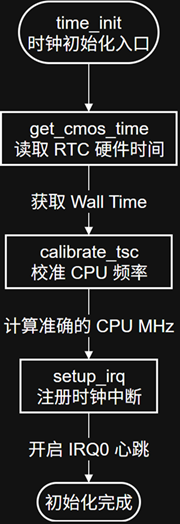 time_init
时钟初始化入口
get_cmos_time
读取 RTC 硬件时间
获取 Wall Time
calibrate_tsc
校准 CPU 频率
计算准确的 CPU MHz
setup_irq
注册时钟中断
开启 IRQ0 心跳
初始化完成